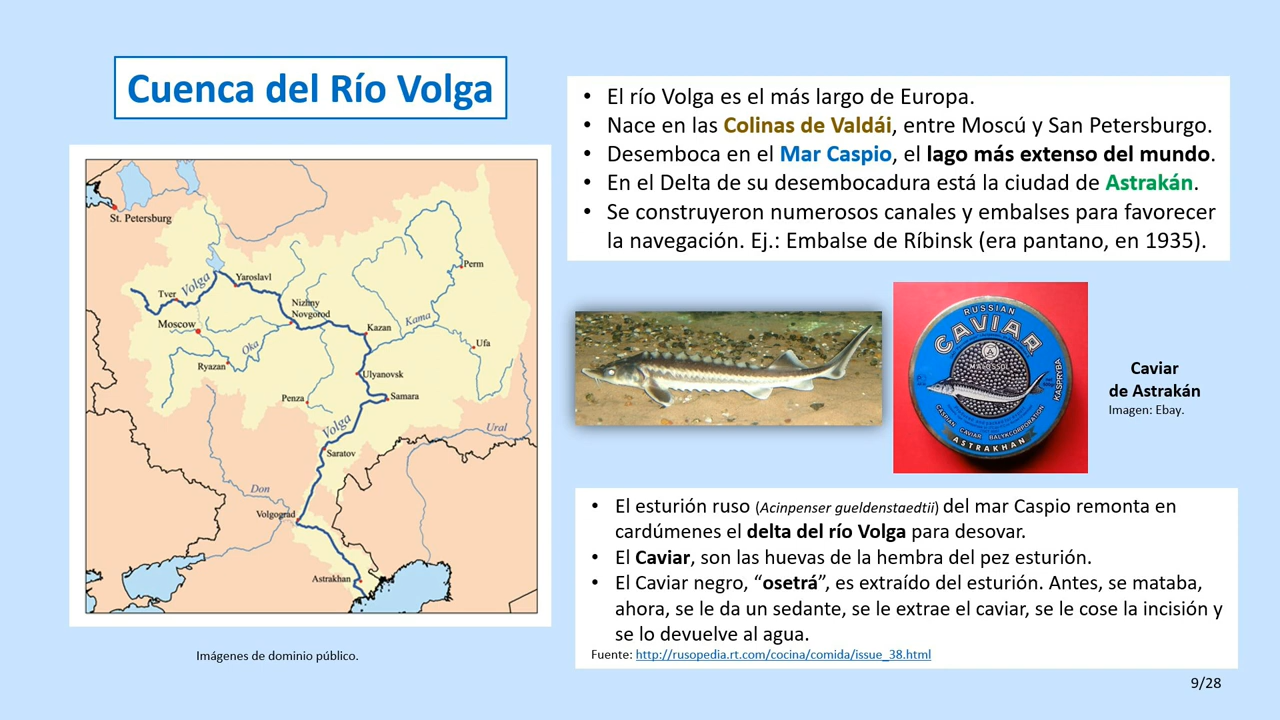 Cuenca del Río Volga
• El río Volga es el más largo de Europa.
• Nace en las Colinas de Valdái, entre Moscú y San Petersburgo.
• Desemboca en el Mar Caspio, el lago más extenso del mundo.
• En el Delta de su desembocadura está la ciudad de Astrakán.
• Se construyeron numerosos canales y embalses para favorecer
la navegación. Ej.: Embalse de Ríbinsk (era pantano, en 1935).
St. Petersburg
Perm
Yaroslavl
Volga
Tver
Nizhny
Novgorod
Moscow
Kazan
Kama
Oka
Ufa
Ryazan
Ulyanovsk
Penza
Samara
Volga
Ural
Saratov
Don
Volgograd
Astrakhan
RUSSIAN
CAVIAR
MALOSSOL
KASPRYBA
CASPIAN CAVIAR BALYKCORPORATION
ASTRAKHAN
Caviar
de Astrakán
Imagen: Ebay.
• El esturión ruso (Acinpenser gueldenstaedtii) del mar Caspio remonta en
cardúmenes el delta del río Volga para desovar.
• El Caviar, son las huevas de la hembra del pez esturión.
• El Caviar negro, “osetrá”, es extraído del esturión. Antes, se mataba,
ahora, se le da un sedante, se le extrae el caviar, se le cose la incisión y
se lo devuelve al agua.
Fuente: http://rusopedia.rt.com/cocina/comida/issue_38.html
Imágenes de dominio público.
9/28